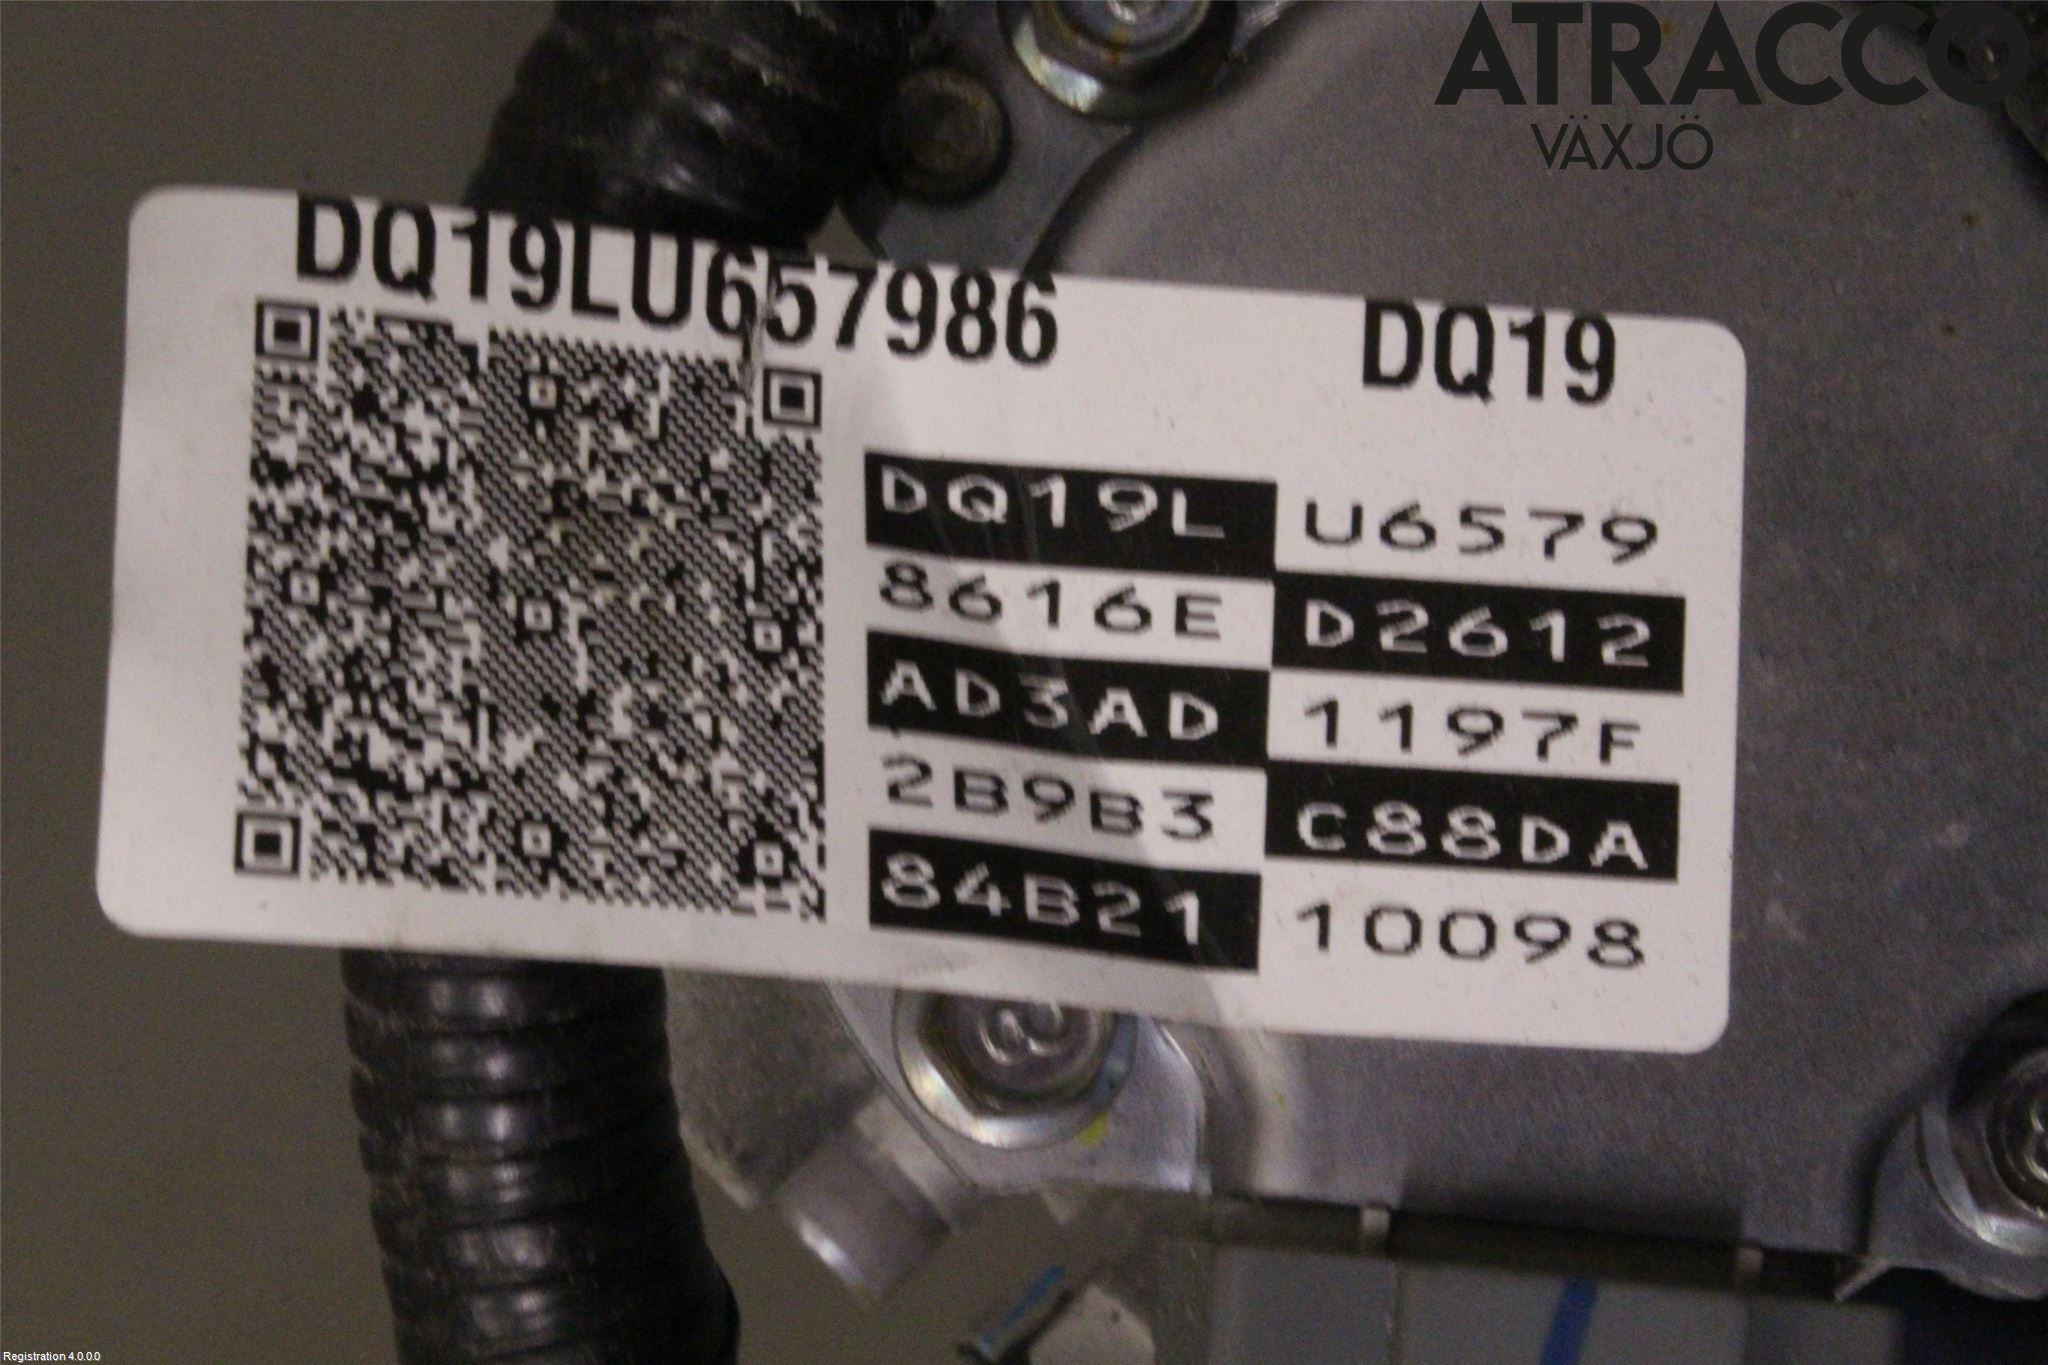 ATRACCO
VÄXJÖ
DQ19LU657986 DQ19
DQ19L U6579
8616E D2612
AD3AD 1197F
2B9B3 C88DA
84B21 10098
Registration 4.0.0.0